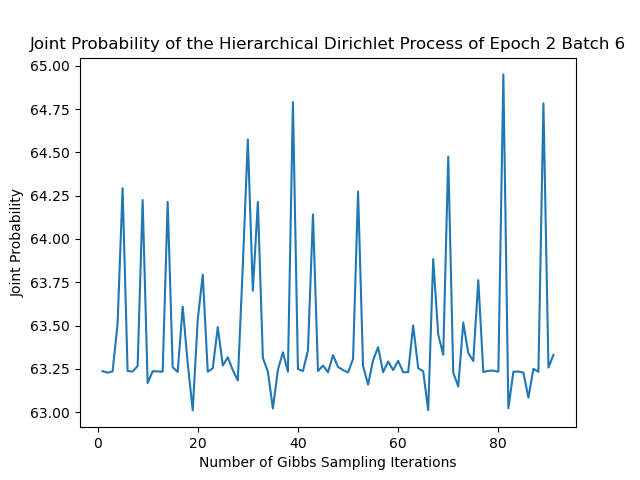 Joint Probability of the Hierarchical Dirichlet Process of Epoch 2 Batch 6
65.00
64.75
64.50
64.25
64.00
63.75
63.50
63.25
63.00
Joint Probability
0 20 40 60 80
Number of Gibbs Sampling Iterations